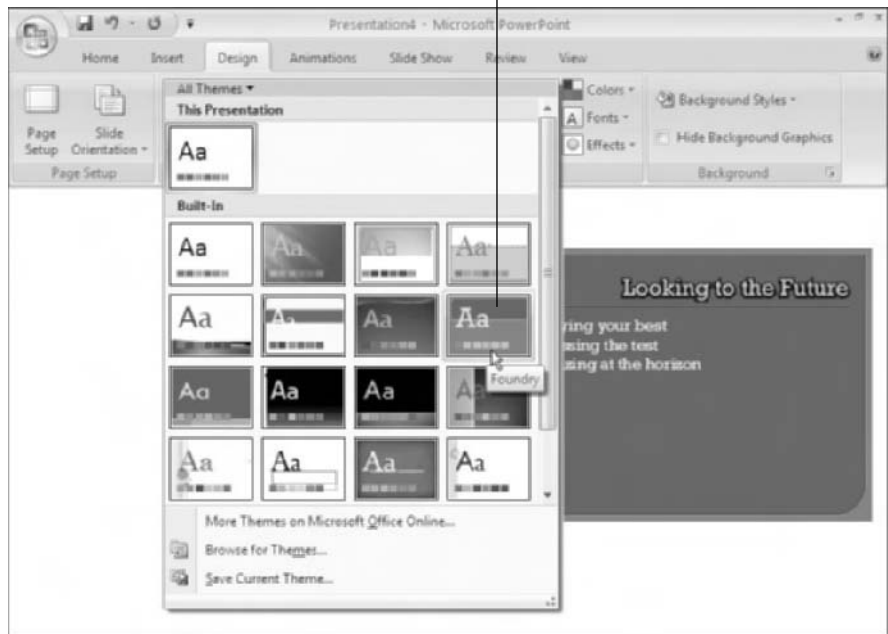 Presentation4 - Microsoft PowerPoint
Home Insert Design Animations Slide Show Review View
Page Setup
Slide Orientation
Page Setup
All Themes
This Presentation
Aa
Built-In
Aa Aa Aa Aa
Aa Aa Aa Aa
Foundry
Aa Aa Aa A
Aa Aa Aa Aa
More Themes on Microsoft Office Online...
Browse for Themes...
Save Current Theme...
Colors
A Fonts
Effects
Background Styles
Hide Background Graphics
Background
Looking to the Future
ring your best
the test
at the horizon